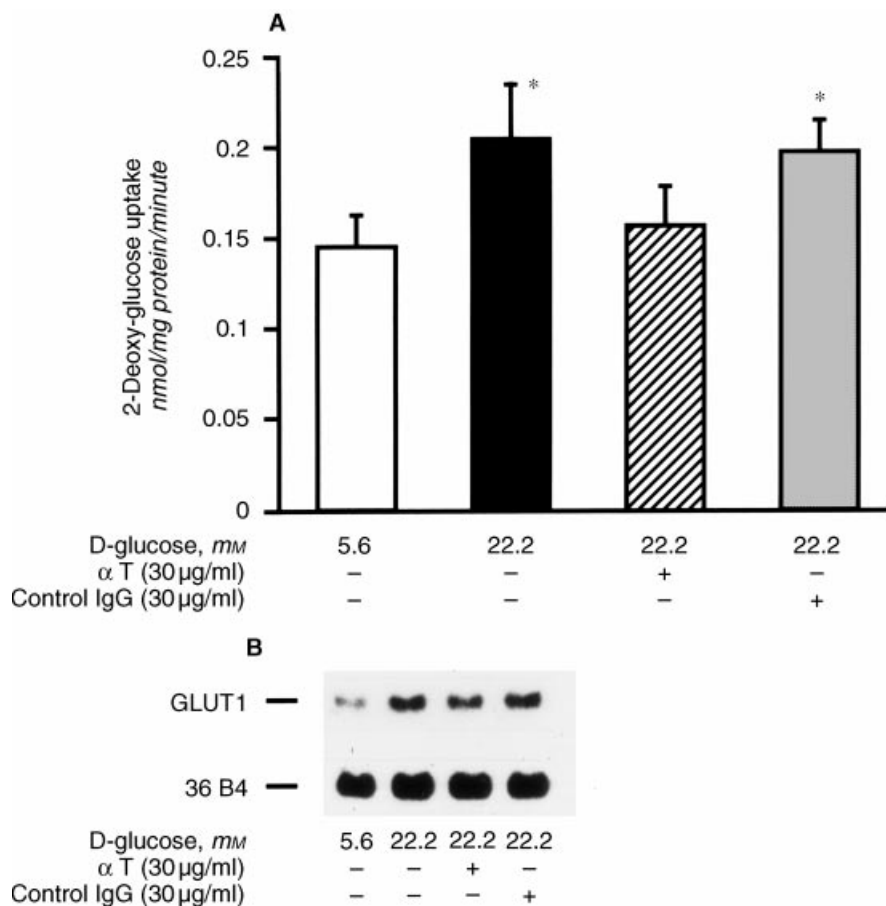 A
2-Deoxy-glucose uptake
nmol/mg protein/minute
0.25
0.2
0.15
0.1
0.05
0
*
*
D-glucose, mM 5.6 22.2 22.2 22.2
α T (30 µg/ml) – – + –
Control IgG (30 µg/ml) – – – +
B
GLUT1
36 B4
D-glucose, mM 5.6 22.2 22.2 22.2
α T (30 µg/ml) – – + –
Control IgG (30 µg/ml) – – – +